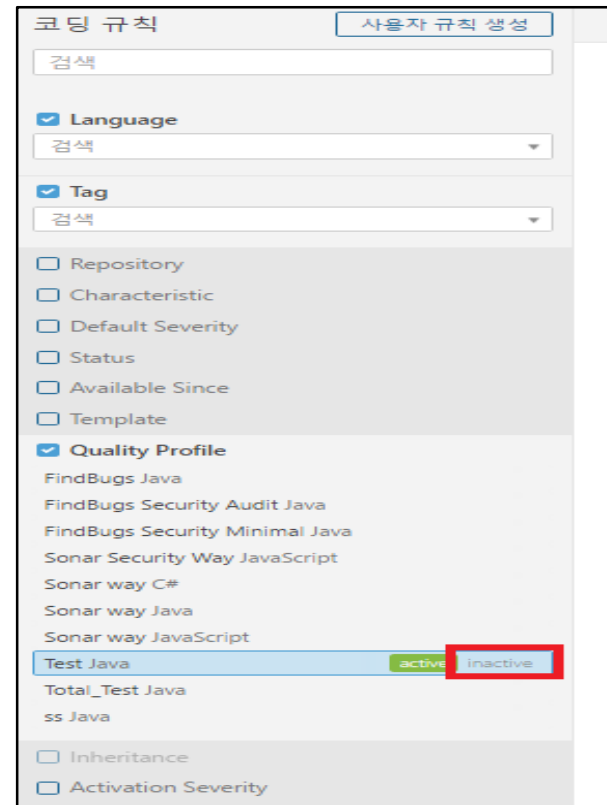 코딩 규칙 사용자 규칙 생성
검색
Language
검색
Tag
검색
Repository
Characteristic
Default Severity
Status
Available Since
Template
Quality Profile
FindBugs Java
FindBugs Security Audit Java
FindBugs Security Minimal Java
Sonar Security Way JavaScript
Sonar way C#
Sonar way Java
Sonar way JavaScript
Test Java active inactive
Total_Test Java
ss Java
Inheritance
Activation Severity